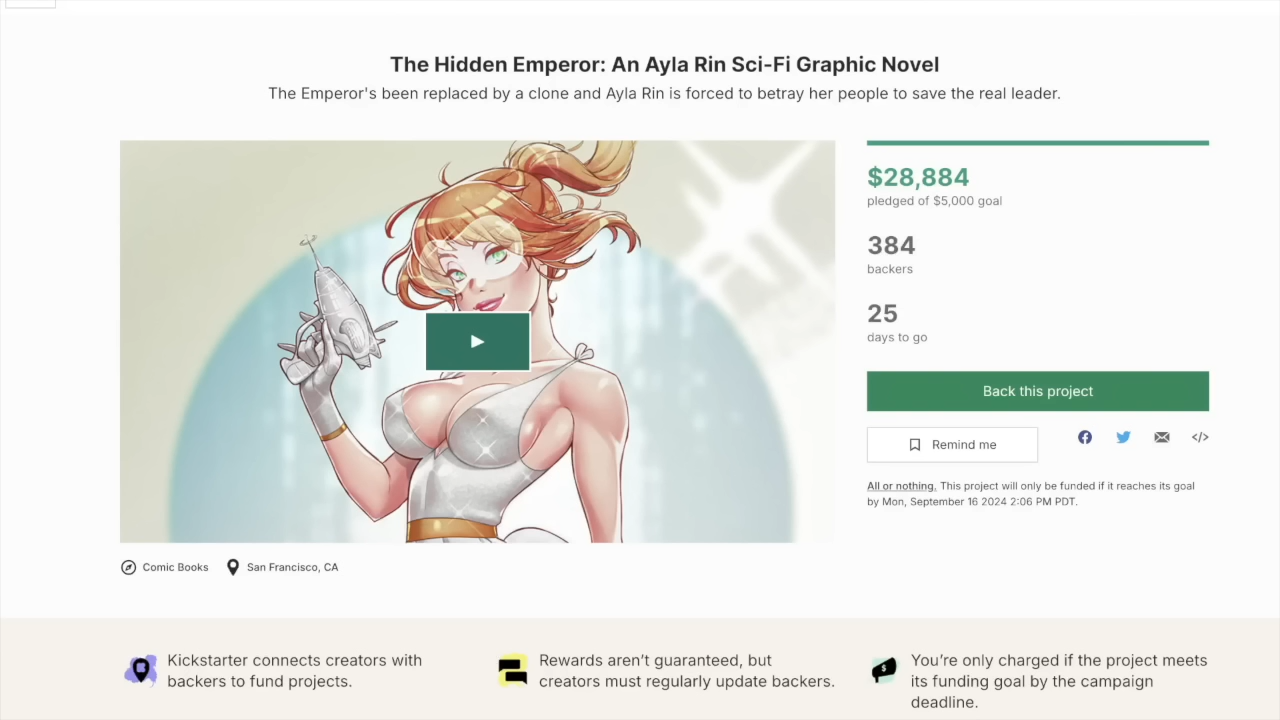 The Hidden Emperor: An Ayla Rin Sci-Fi Graphic Novel
The Emperor's been replaced by a clone and Ayla Rin is forced to betray her people to save the real leader.
$28,884
pledged of $5,000 goal
384
backers
25
days to go
Back this project
Remind me
All or nothing. This project will only be funded if it reaches its goal
by Mon, September 16 2024 2:06 PM PDT.
Comic Books
San Francisco, CA
Kickstarter connects creators with
backers to fund projects.
Rewards aren’t guaranteed, but
creators must regularly update backers.
You’re only charged if the project meets
its funding goal by the campaign
deadline.